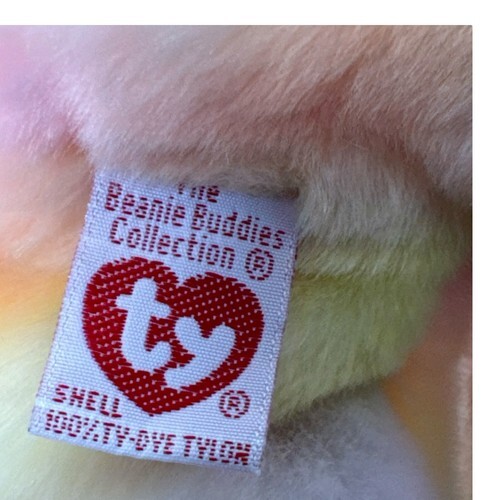 The
Beanie Buddies
Collection ®
ty
®
SHELL
100% TY-DYE TYLON